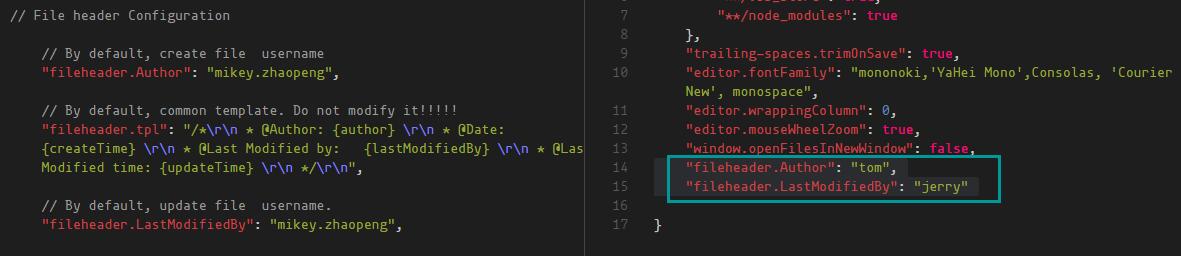 // File header Configuration
// By default, create file  username
"fileheader.Author": "mikey.zhaopeng",
// By default, common template. Do not modify it!!!!!
"fileheader.tpl": "/*\r\n * @Author: {author} \r\n * @Date:
{createTime} \r\n * @Last Modified by:   {lastModifiedBy} \r\n * @Las
Modified time: {updateTime} \r\n */\r\n",
// By default, update file  username.
"fileheader.LastModifiedBy": "mikey.zhaopeng",
7 "**/node_modules": true
8 },
9 "trailing-spaces.trimOnSave": true,
10 "editor.fontFamily": "mononoki,'YaHei Mono',Consolas, 'Courier
New', monospace",
11 "editor.wrappingColumn": 0,
12 "editor.mouseWheelZoom": true,
13 "window.openFilesInNewWindow": false,
14 "fileheader.Author": "tom",
15 "fileheader.LastModifiedBy": "jerry"
16
17 }